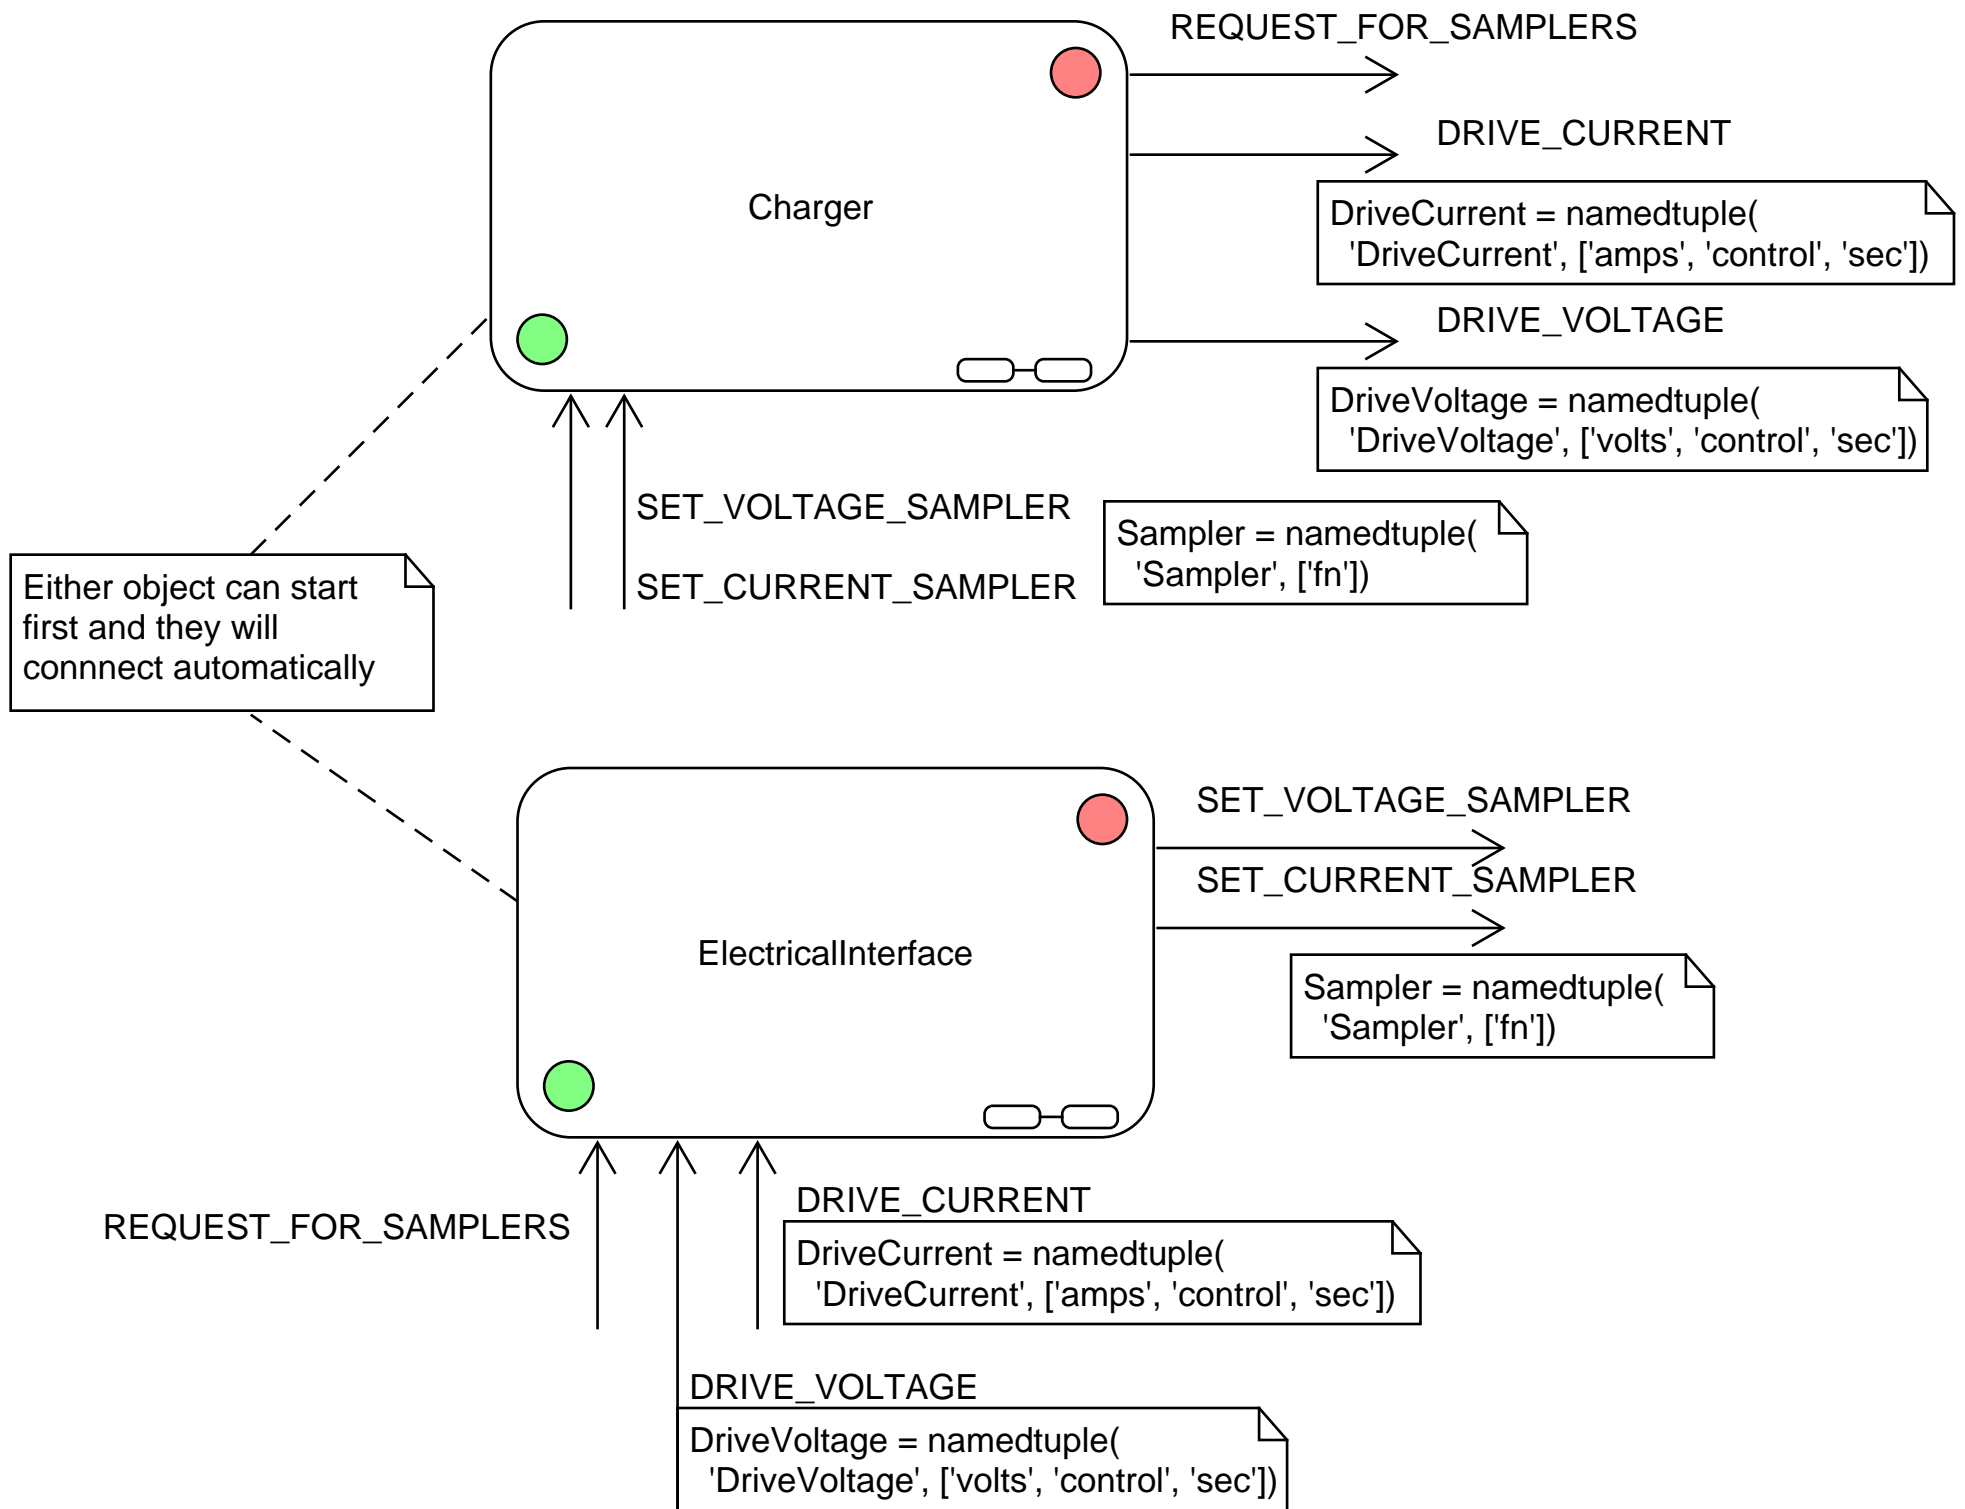 REQUEST_FOR_SAMPLERS
DRIVE_CURRENT
Charger
DriveCurrent = namedtuple(
'DriveCurrent', ['amps', 'control', 'sec'])
DRIVE_VOLTAGE
DriveVoltage = namedtuple(
'DriveVoltage', ['volts', 'control', 'sec'])
SET_VOLTAGE_SAMPLER
SET_CURRENT_SAMPLER
Sampler = namedtuple(
'Sampler', ['fn'])
Either object can start
first and they will
connnect automatically
SET_VOLTAGE_SAMPLER
SET_CURRENT_SAMPLER
ElectricalInterface
Sampler = namedtuple(
'Sampler', ['fn'])
REQUEST_FOR_SAMPLERS
DRIVE_CURRENT
DriveCurrent = namedtuple(
'DriveCurrent', ['amps', 'control', 'sec'])
DRIVE_VOLTAGE
DriveVoltage = namedtuple(
'DriveVoltage', ['volts', 'control', 'sec'])